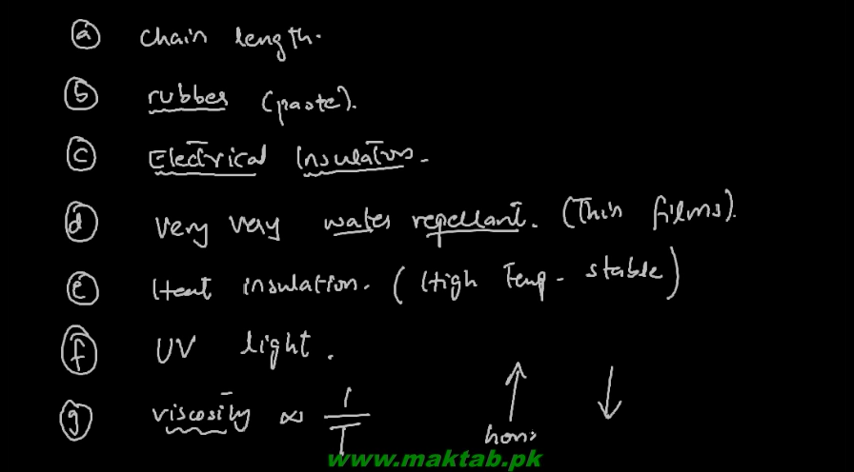 (a) chain length.
(b) rubber (paste).
(c) Electrical Insulators.
(d) very very water repellant. (Thin films).
(e) Heat insulation. (High Temp- stable)
(f) UV light.
(g) viscosity ∝ 1/T ↑ ↓
www.maktab.pk